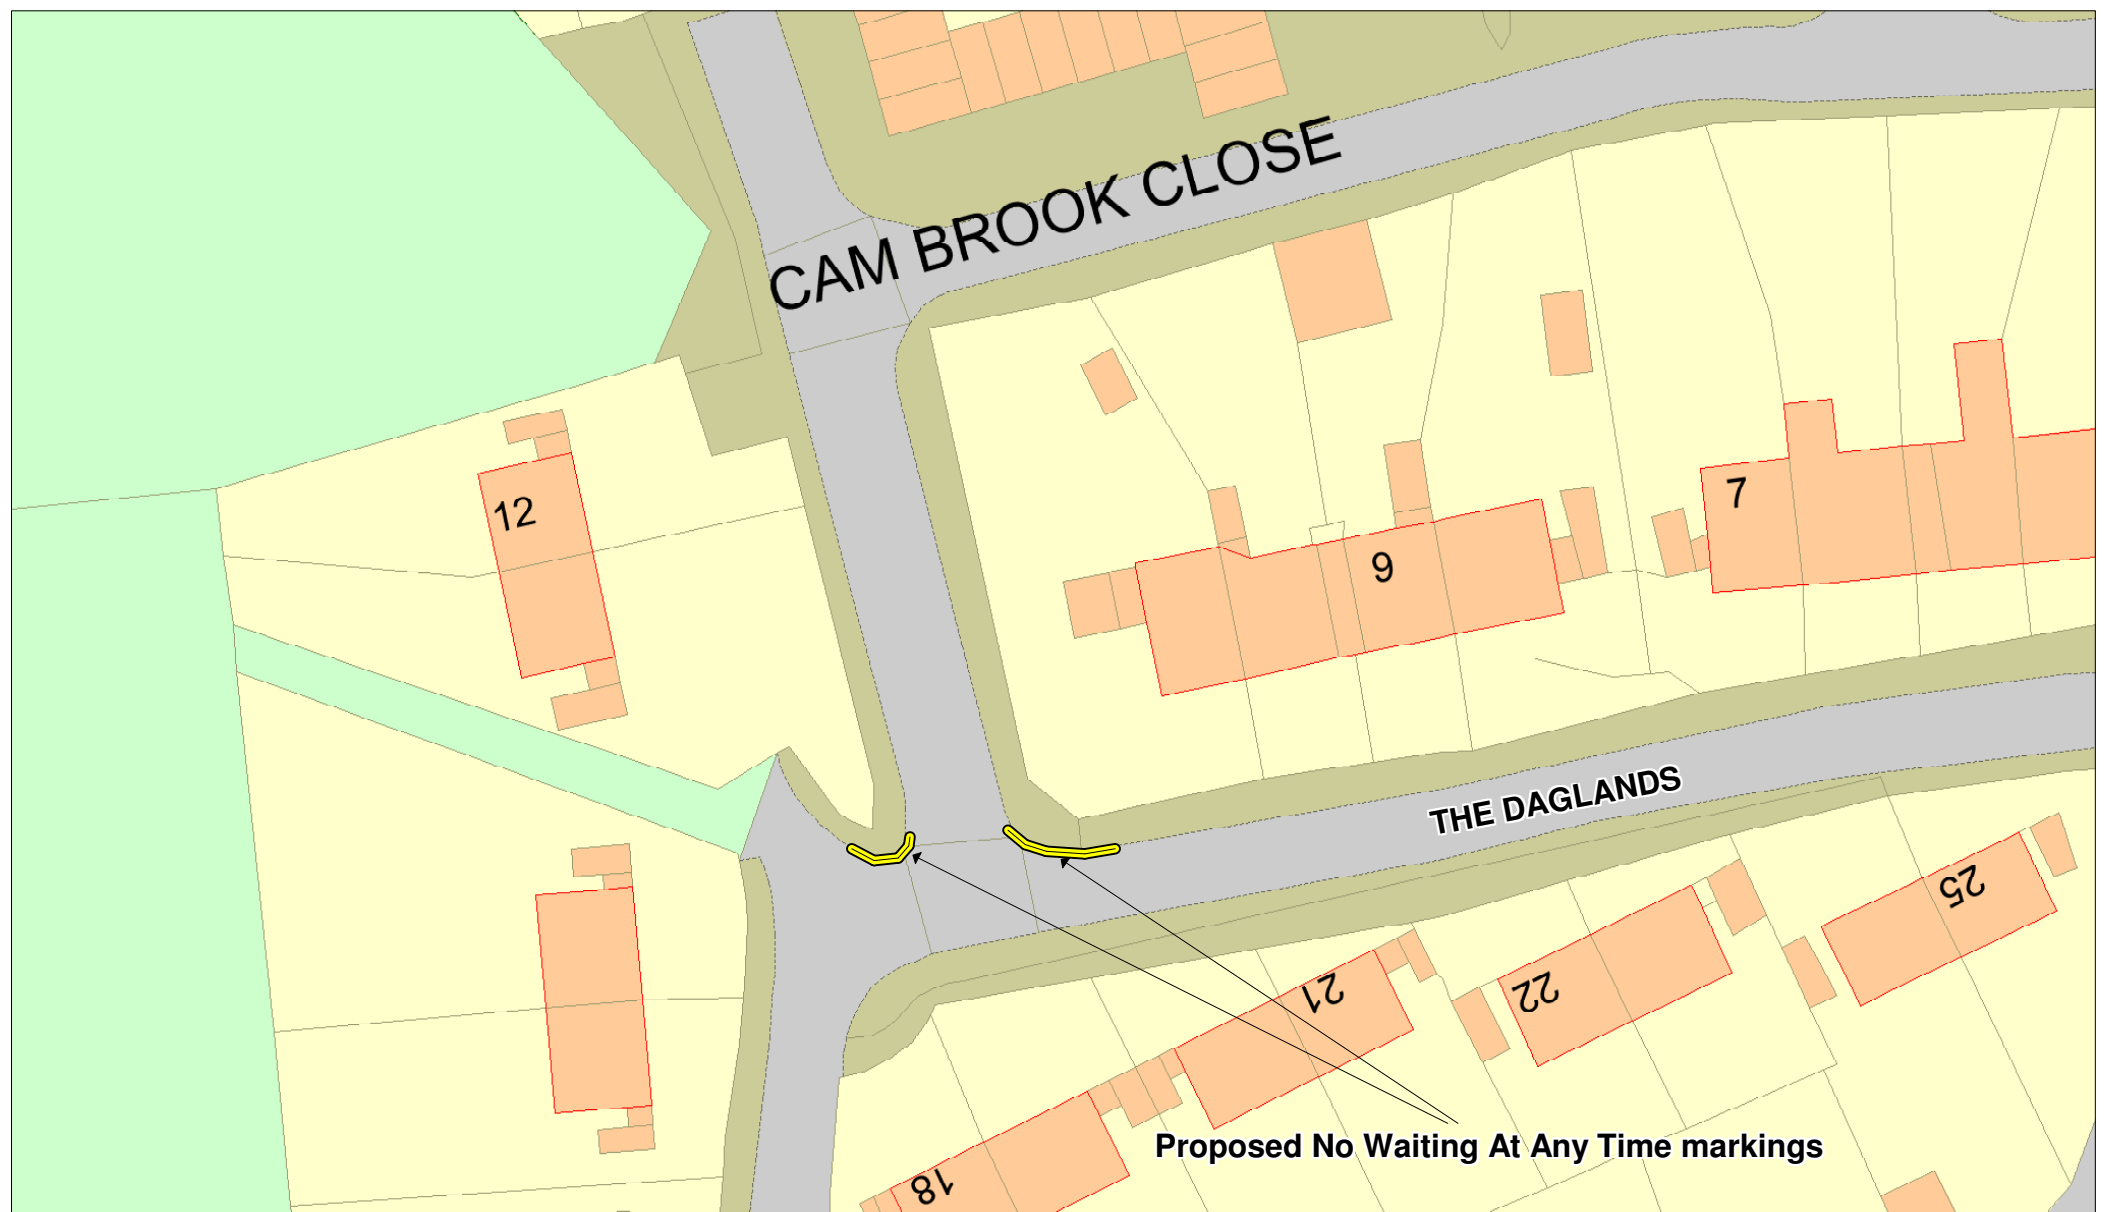 CAM BROOK CLOSE
12
7
9
THE DAGLANDS
25
21
22
Proposed No Waiting At Any Time markings
18